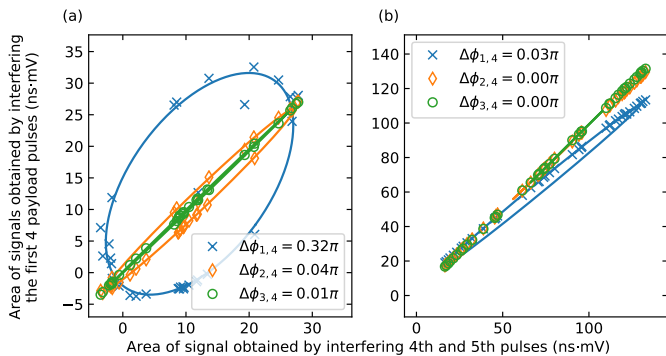 (a)
(b)
Area of signals obtained by interfering
the first 4 payload pulses (ns·mV)
35
30
25
20
15
10
5
0
−5
Δϕ1,4 = 0.32π
Δϕ2,4 = 0.04π
Δϕ3,4 = 0.01π
0
10
20
30
140
120
100
80
60
40
20
0
Δϕ1,4 = 0.03π
Δϕ2,4 = 0.00π
Δϕ3,4 = 0.00π
0
50
100
Area of signal obtained by interfering 4th and 5th pulses (ns·mV)